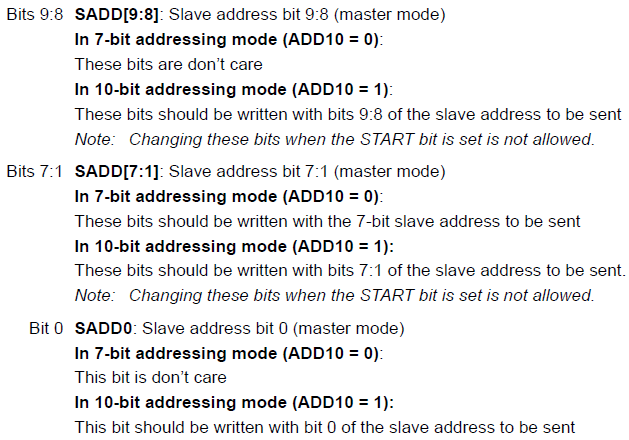 Bits 9:8 SADD[9:8]: Slave address bit 9:8 (master mode)
In 7-bit addressing mode (ADD10 = 0):
These bits are don’t care
In 10-bit addressing mode (ADD10 = 1):
These bits should be written with bits 9:8 of the slave address to be sent
Note: Changing these bits when the START bit is set is not allowed.
Bits 7:1 SADD[7:1]: Slave address bit 7:1 (master mode)
In 7-bit addressing mode (ADD10 = 0):
These bits should be written with the 7-bit slave address to be sent
In 10-bit addressing mode (ADD10 = 1):
These bits should be written with bits 7:1 of the slave address to be sent.
Note: Changing these bits when the START bit is set is not allowed.
Bit 0 SADD0: Slave address bit 0 (master mode)
In 7-bit addressing mode (ADD10 = 0):
This bit is don’t care
In 10-bit addressing mode (ADD10 = 1):
This bit should be written with bit 0 of the slave address to be sent